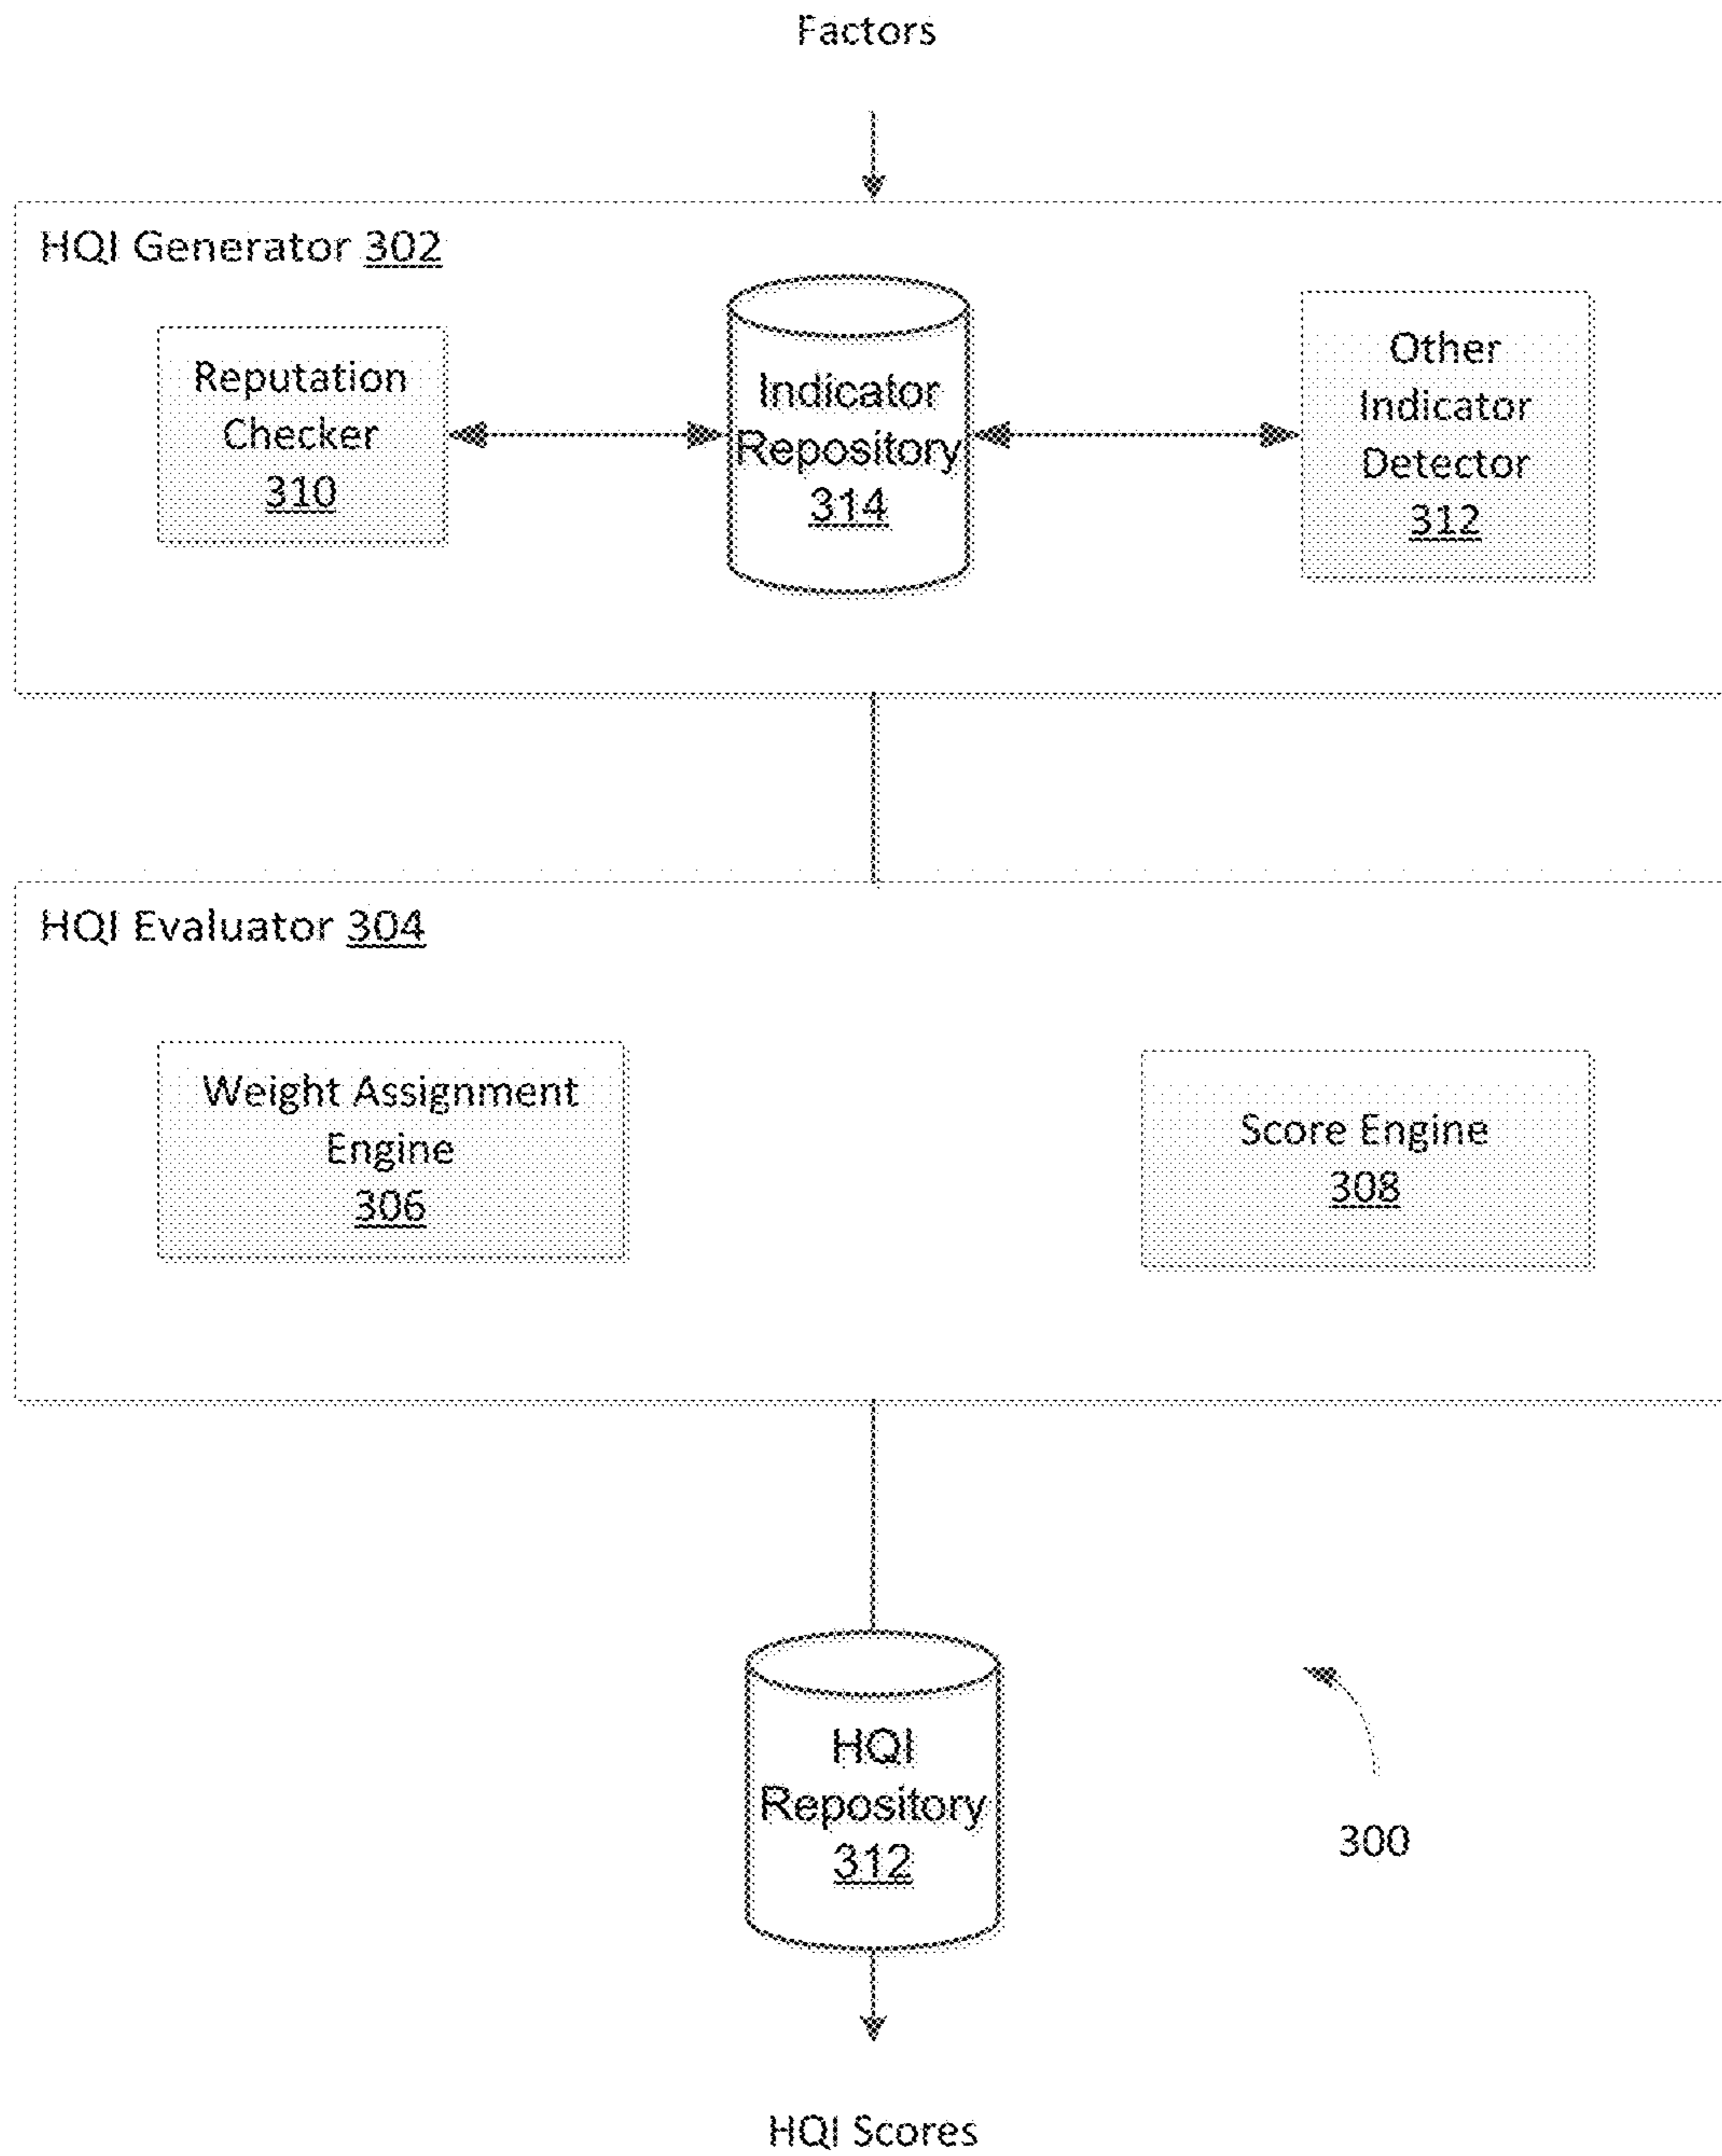 Factors
HQI Generator 302
Reputation
Checker
310
Indicator
Repository
314
Other
Indicator
Detector
312
HQI Evaluator 304
Weight Assignment
Engine
306
Score Engine
308
HQI
Repository
312
300
HQI Scores